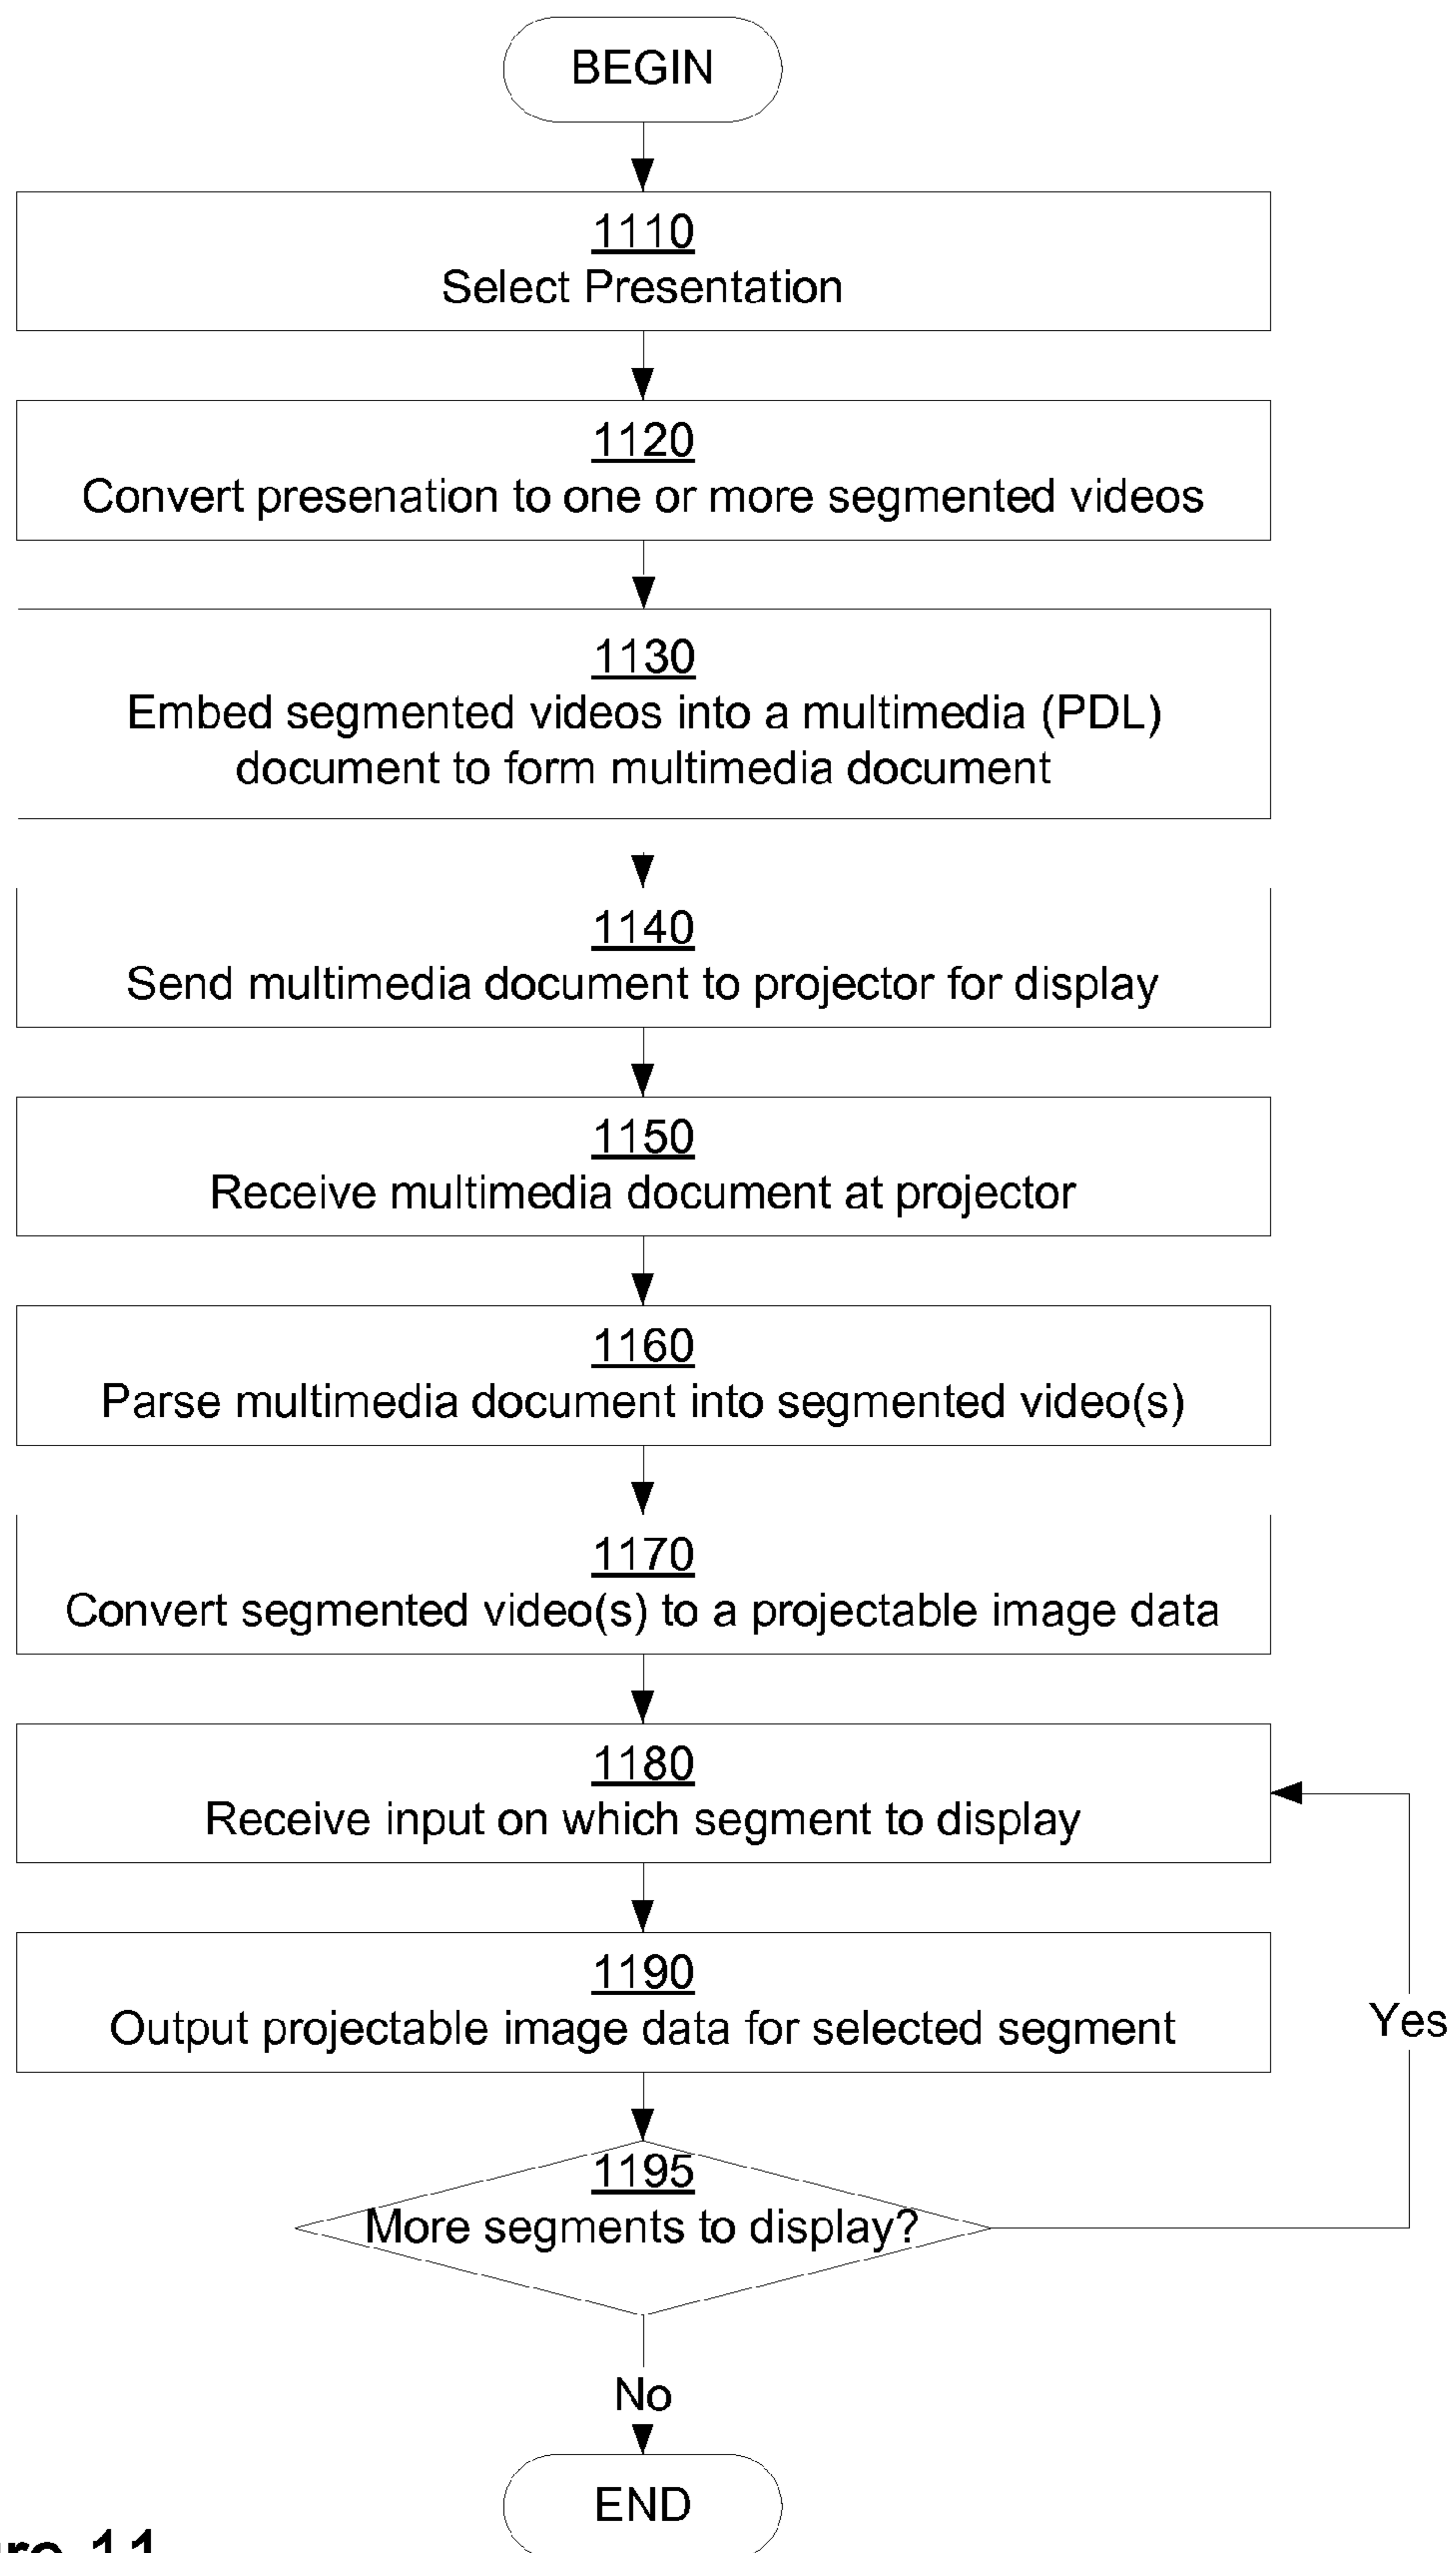 BEGIN
1110
Select Presentation
1120
Convert presenation to one or more segmented videos
1130
Embed segmented videos into a multimedia (PDL)
document to form multimedia document
1140
Send multimedia document to projector for display
1150
Receive multimedia document at projector
1160
Parse multimedia document into segmented video(s)
1170
Convert segmented video(s) to a projectable image data
1180
Receive input on which segment to display
1190
Output projectable image data for selected segment
Yes
1195
More segments to display?
No
END
11